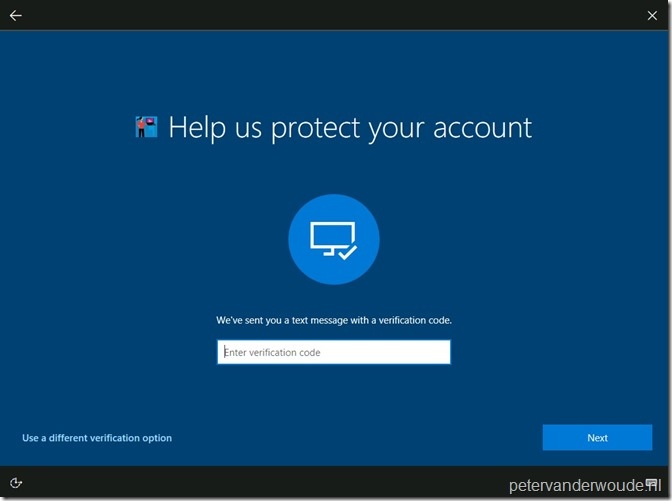 Help us protect your account
We've sent you a text message with a verification code.
Enter verification code
Use a different verification option
Next
petervanderwoude.nl